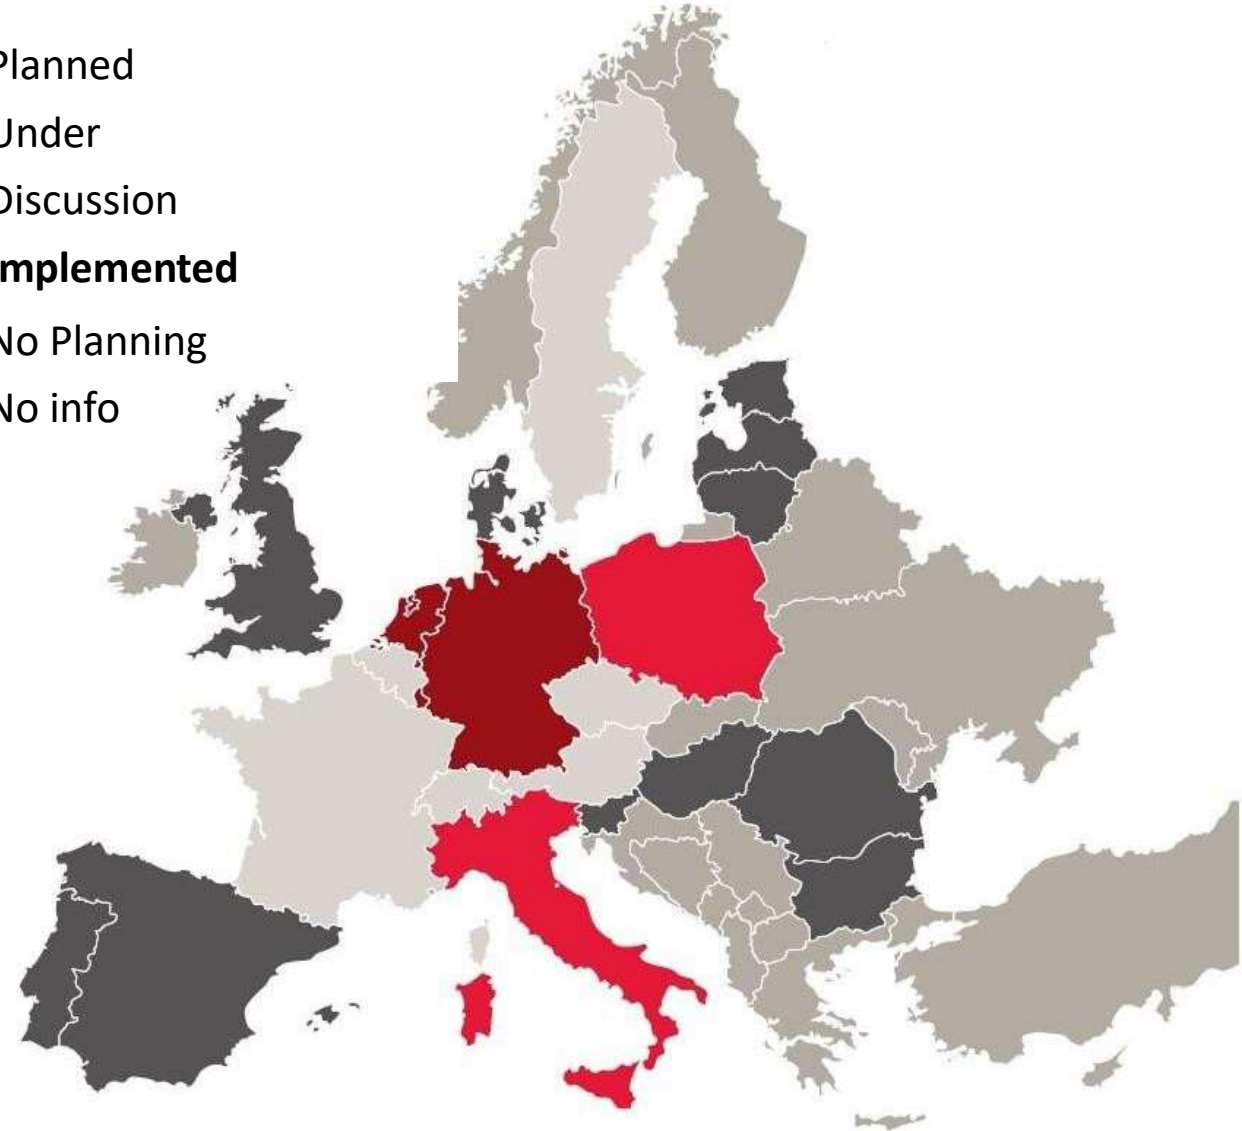 Planned
Under
Discussion
Implemented
No Planning
No info